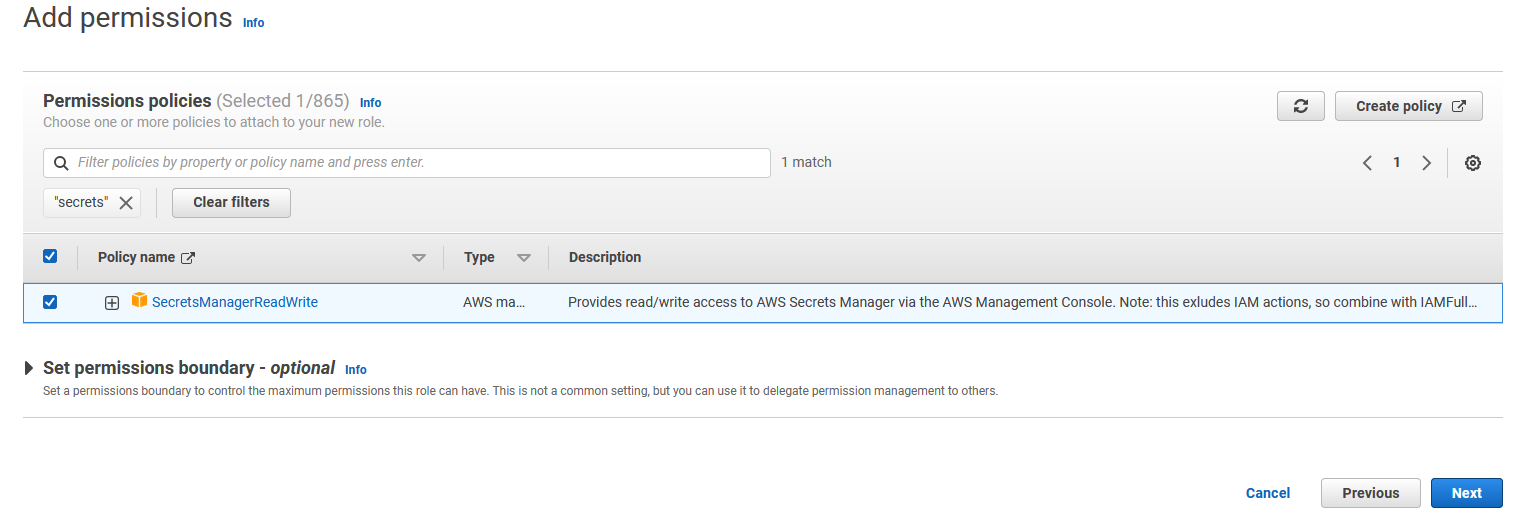 Add permissions Info
Permissions policies (Selected 1/865) Info
Create policy
Choose one or more policies to attach to your new role.
Filter policies by property or policy name and press enter.
1 match
1
"secrets"
Clear filters
Policy name
Type
Description
SecretsManagerReadWrite
AWS ma...
Provides read/write access to AWS Secrets Manager via the AWS Management Console. Note: this exludes IAM actions, so combine with IAMFull...
Set permissions boundary - optional Info
Set a permissions boundary to control the maximum permissions this role can have. This is not a common setting, but you can use it to delegate permission management to others.
Cancel
Previous
Next